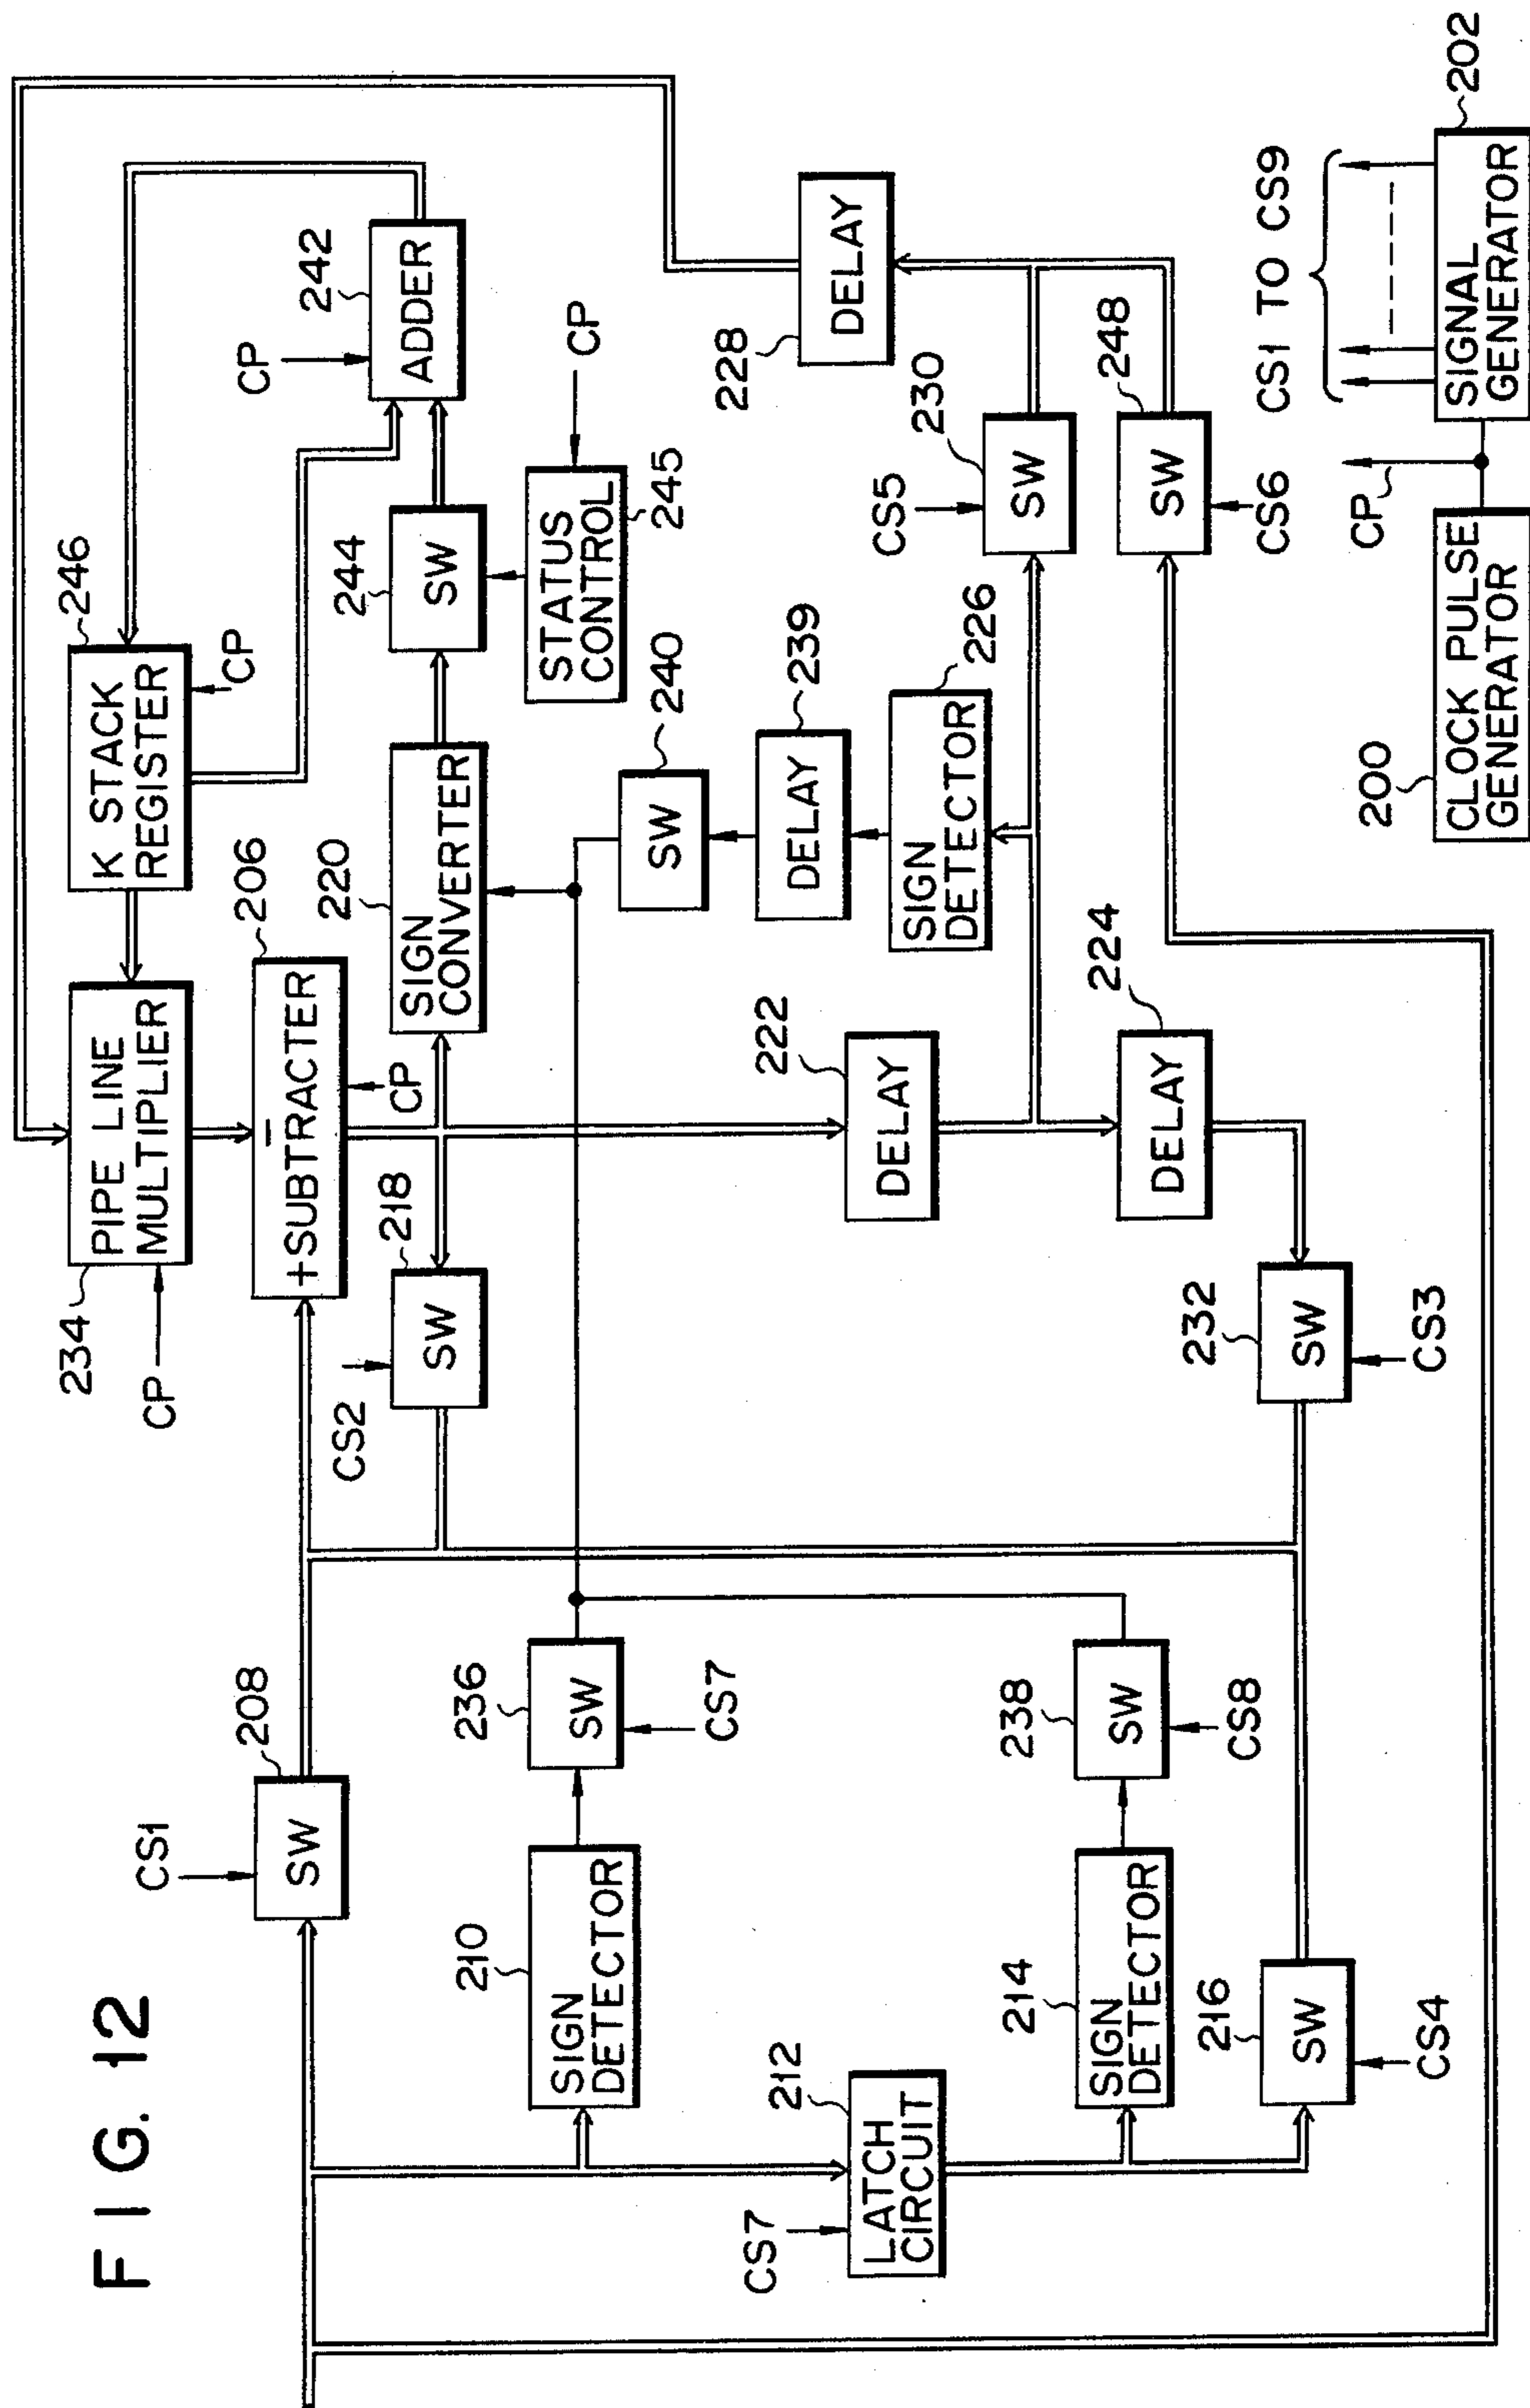 FIG. 12
234
CP
PIPE LINE
MULTIPLIER
246
K STACK
REGISTER
CP
CS1
208
SW
206
+SUBTRACTER
−
CP
242
CP
ADDER
CS2
218
SW
220
SIGN
CONVERTER
244
SW
STATUS
CONTROL
245
CP
210
SIGN
DETECTOR
236
SW
CS7
240
SW
239
DELAY
226
SIGN
DETECTOR
228
DELAY
CS7
212
LATCH
CIRCUIT
222
DELAY
CS5
230
SW
214
SIGN
DETECTOR
238
SW
CS8
224
DELAY
248
SW
CS6
216
SW
CS4
232
SW
CS3
200
CLOCK PULSE
GENERATOR
CP
CS1 TO CS9
SIGNAL
GENERATOR
202